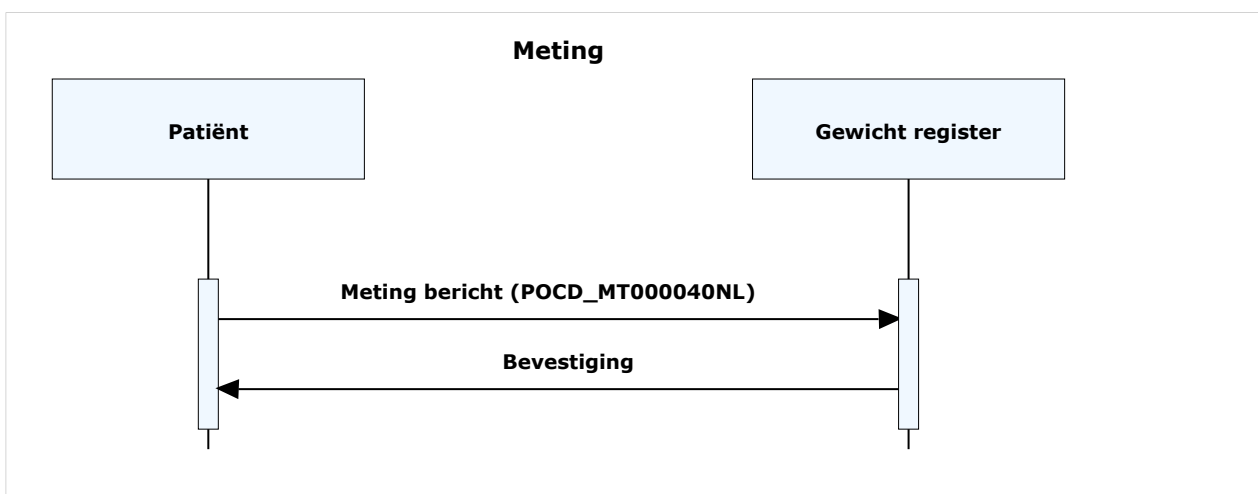 Meting
Patiënt
Gewicht register
Meting bericht (POCD_MT000040NL)
Bevestiging